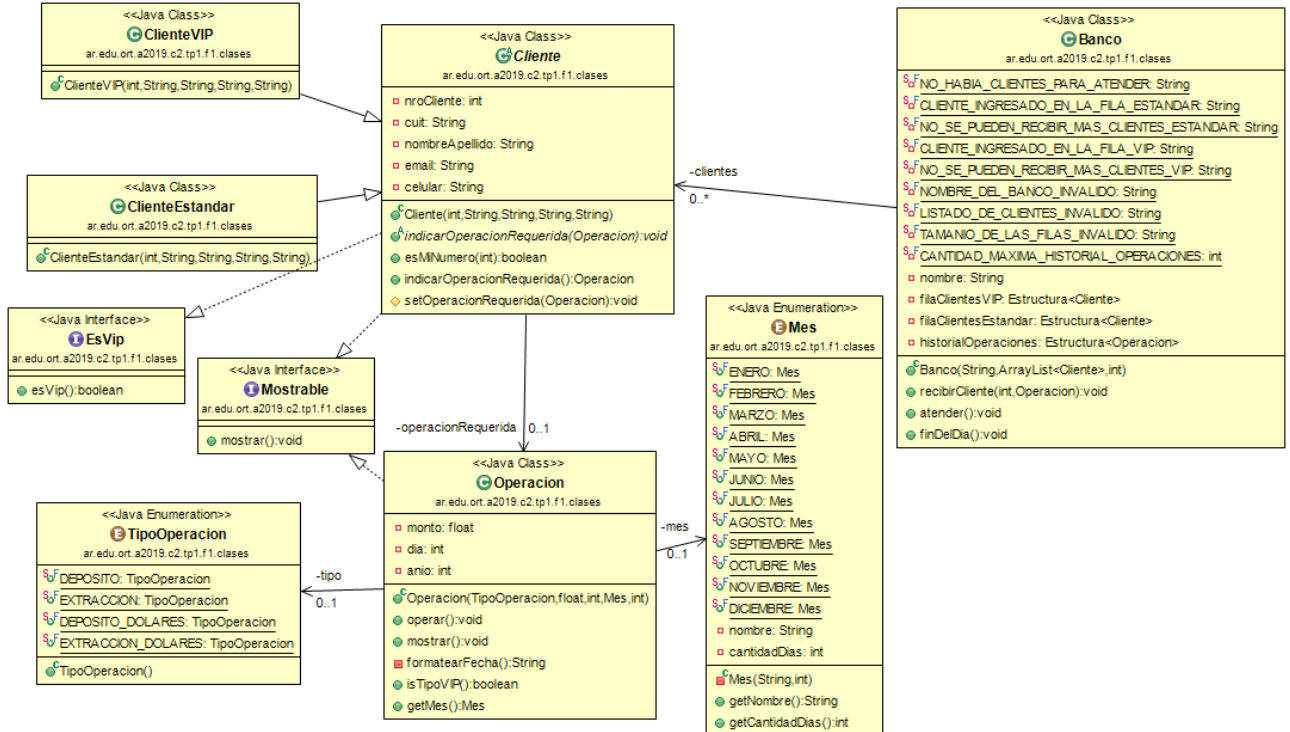 <<Java Class>>
ClienteVIP
ar.edu.ort.a2019.c2.tp1.f1.clases
ClienteVIP(int,String,String,String,String)
<<Java Class>>
ClienteEstandar
ar.edu.ort.a2019.c2.tp1.f1.clases
ClienteEstandar(int,String,String,String,String)
<<Java Interface>>
EsVip
ar.edu.ort.a2019.c2.tp1.f1.clases
esVip():boolean
<<Java Interface>>
Mostrable
ar.edu.ort.a2019.c2.tp1.f1.clases
mostrar():void
<<Java Class>>
Cliente
ar.edu.ort.a2019.c2.tp1.f1.clases
nroCliente: int
cuit: String
nombreApellido: String
email: String
celular: String
Cliente(int,String,String,String,String)
indicarOperacionRequerida(Operacion):void
esMiNumero(int):boolean
indicarOperacionRequerida():Operacion
setOperacionRequerida(Operacion):void
-clientes
0..*
<<Java Class>>
Banco
ar.edu.ort.a2019.c2.tp1.f1.clases
NO_HABIA_CLIENTES_PARA_ATENDER: String
CLIENTE_INGRESADO_EN_LA_FILA_ESTANDAR: String
NO_SE_PUEDEN_RECIBIR_MAS_CLIENTES_ESTANDAR: String
CLIENTE_INGRESADO_EN_LA_FILA_VIP: String
NO_SE_PUEDEN_RECIBIR_MAS_CLIENTES_VIP: String
NOMBRE_DEL_BANCO_INVALIDO: String
LISTADO_DE_CLIENTES_INVALIDO: String
TAMANIO_DE_LAS_FILAS_INVALIDO: String
CANTIDAD_MAXIMA_HISTORIAL_OPERACIONES: int
nombre: String
filaClientesVIP: Estructura<Cliente>
filaClientesEstandar: Estructura<Cliente>
historialOperaciones: Estructura<Operacion>
Banco(String,ArrayList<Cliente>,int)
recibirCliente(int,Operacion):void
atender():void
finDelDia():void
-operacionRequerida
0..1
<<Java Class>>
Operacion
ar.edu.ort.a2019.c2.tp1.f1.clases
monto: float
dia: int
anio: int
Operacion(TipoOperacion,float,int,Mes,int)
operar():void
mostrar():void
formatearFecha():String
isTipoVIP():boolean
getMes():Mes
-tipo
0..1
<<Java Enumeration>>
TipoOperacion
ar.edu.ort.a2019.c2.tp1.f1.clases
DEPOSITO: TipoOperacion
EXTRACCION: TipoOperacion
DEPOSITO_DOLARES: TipoOperacion
EXTRACCION_DOLARES: TipoOperacion
TipoOperacion()
-mes
0..1
<<Java Enumeration>>
Mes
ar.edu.ort.a2019.c2.tp1.f1.clases
ENERO: Mes
FEBRERO: Mes
MARZO: Mes
ABRIL: Mes
MAYO: Mes
JUNIO: Mes
JULIO: Mes
AGOSTO: Mes
SEPTIEMBRE: Mes
OCTUBRE: Mes
NOVIEMBRE: Mes
DICIEMBRE: Mes
nombre: String
cantidadDias: int
Mes(String,int)
getNombre():String
getCantidadDias():int